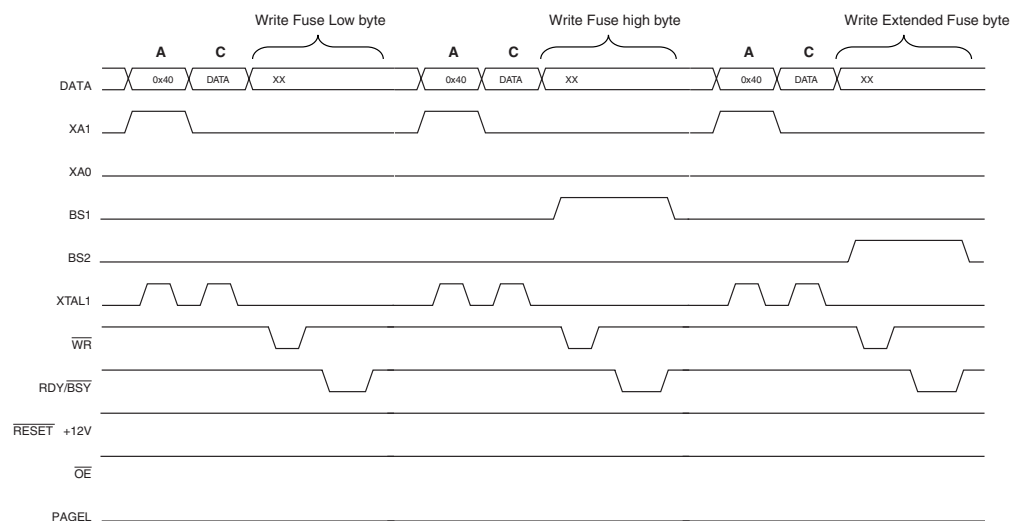 Write Fuse Low byte Write Fuse high byte Write Extended Fuse byte
A C A C A C
DATA 0x40 DATA XX 0x40 DATA XX 0x40 DATA XX
XA1
XA0
BS1
BS2
XTAL1
WR
RDY/BSY
RESET +12V
OE
PAGEL